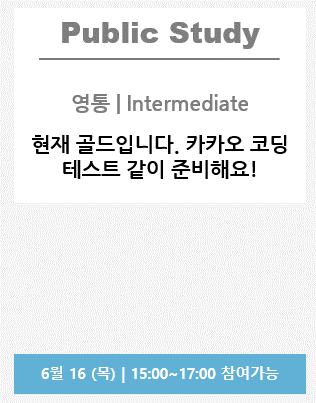 Public Study
영통 | Intermediate
현재 골드입니다. 카카오 코딩
테스트 같이 준비해요!
6월 16 (목) | 15:00~17:00 참여가능